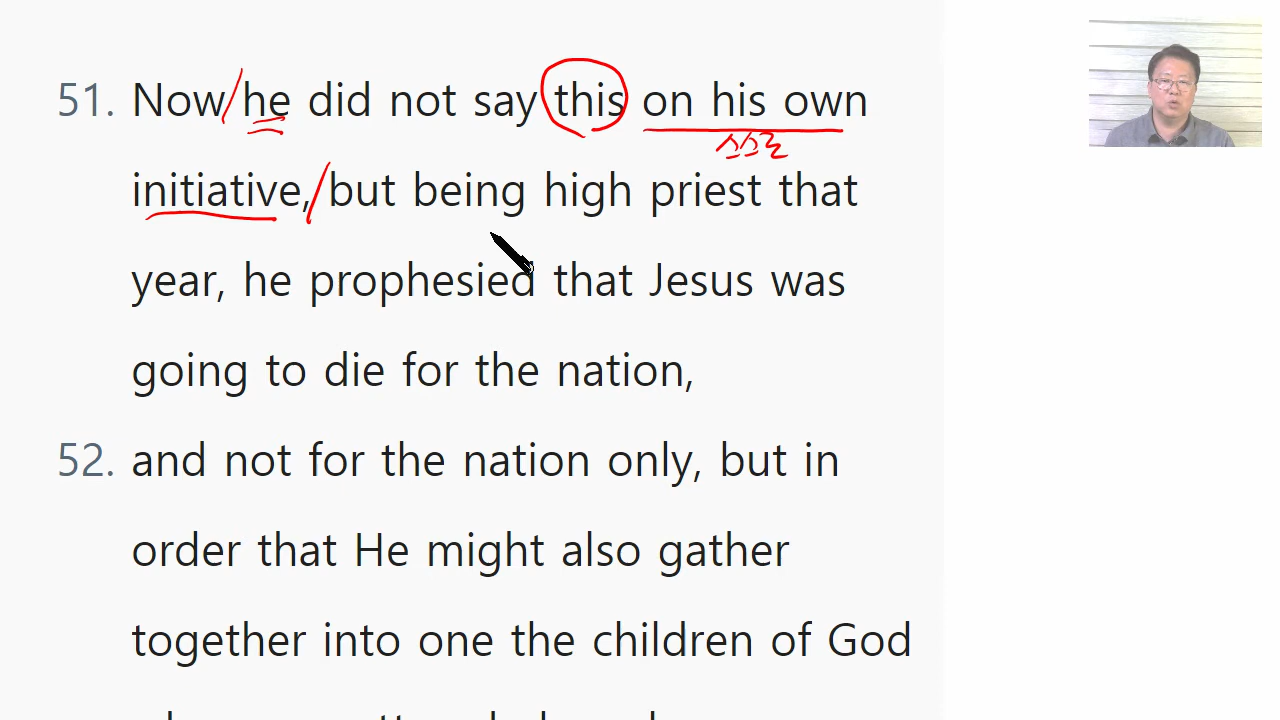 51. Now he did not say this on his own
스스로
initiative, but being high priest that
year, he prophesied that Jesus was
going to die for the nation,
52. and not for the nation only, but in
order that He might also gather
together into one the children of God